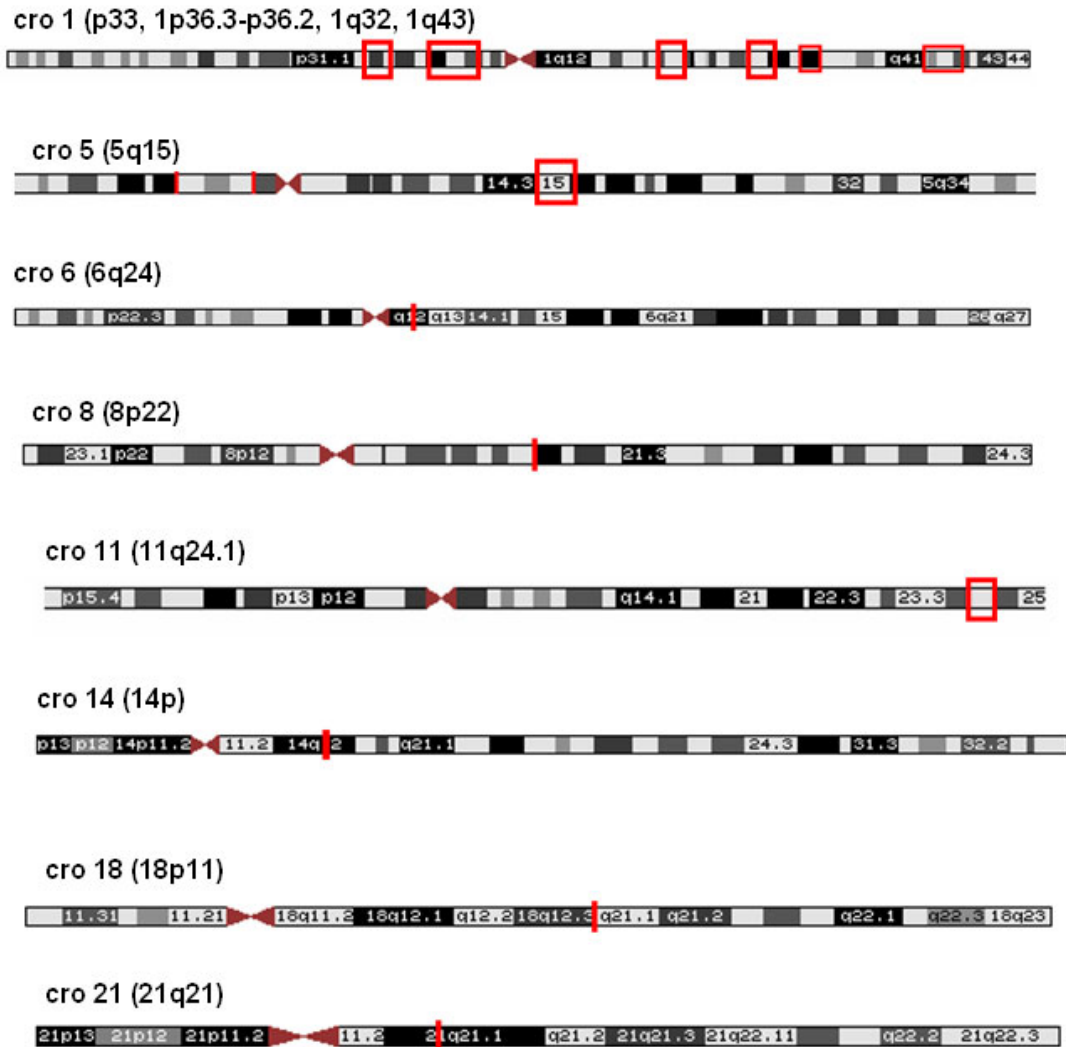 cro 1 (p33, 1p36.3-p36.2, 1q32, 1q43)
p31.1 1q12 q41 43 44
cro 5 (5q15)
14.3 15 32 5q34
cro 6 (6q24)
p22.3 q12 q13 14.1 15 6q21 26 q27
cro 8 (8p22)
23.1 p22 8p12 21.3 24.3
cro 11 (11q24.1)
p15.4 p13 p12 q14.1 21 22.3 23.3 25
cro 14 (14p)
p13 p12 14p11.2 11.2 14q 2 q21.1 24.3 31.3 32.2
cro 18 (18p11)
11.31 11.21 18q11.2 18q12.1 q12.2 18q12.3 q21.1 q21.2 q22.1 q22.3 18q23
cro 21 (21q21)
21p13 21p12 21p11.2 11.2 21q21.1 q21.2 21q21.3 21q22.11 q22.2 21q22.3